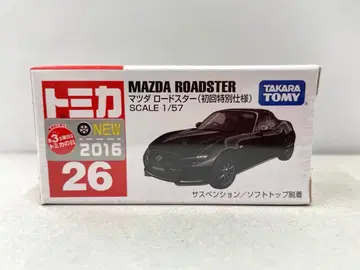 トミカ
MAZDA ROADSTER
マツダ ロードスター(初回特別仕様)
SCALE 1/57
TAKARA
TOMY
NEW
2016
26
サスペンション/ソフトトップ脱着